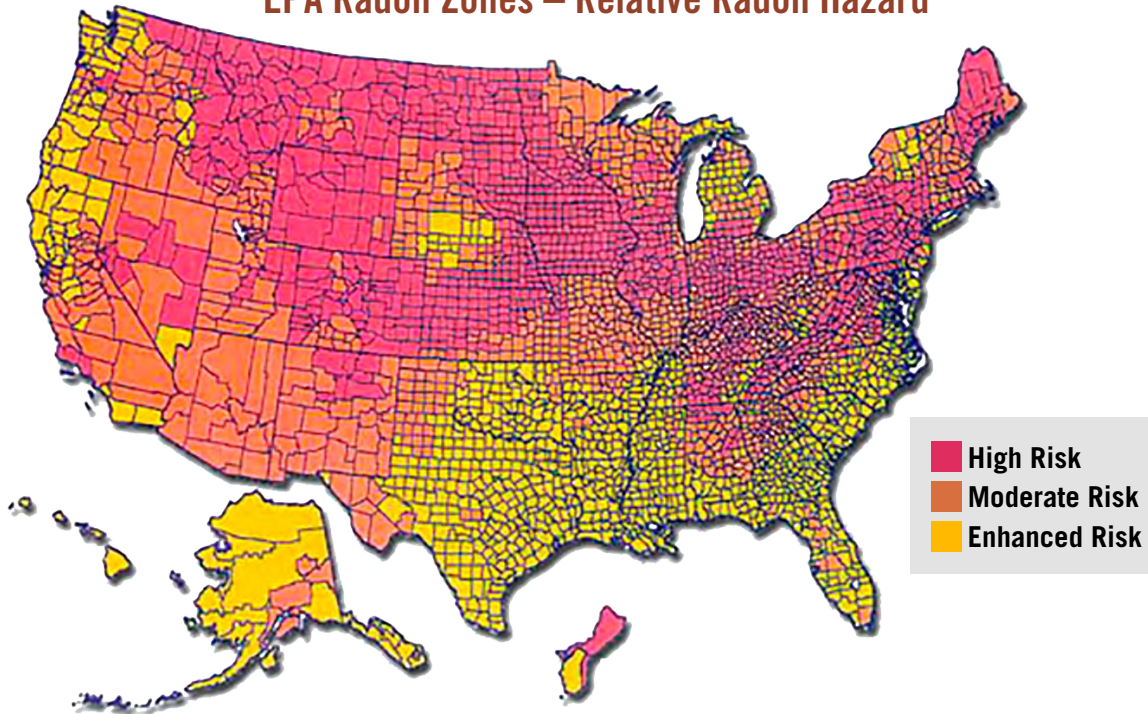 EPA Radon Zones – Relative Radon Hazard
High Risk
Moderate Risk
Enhanced Risk